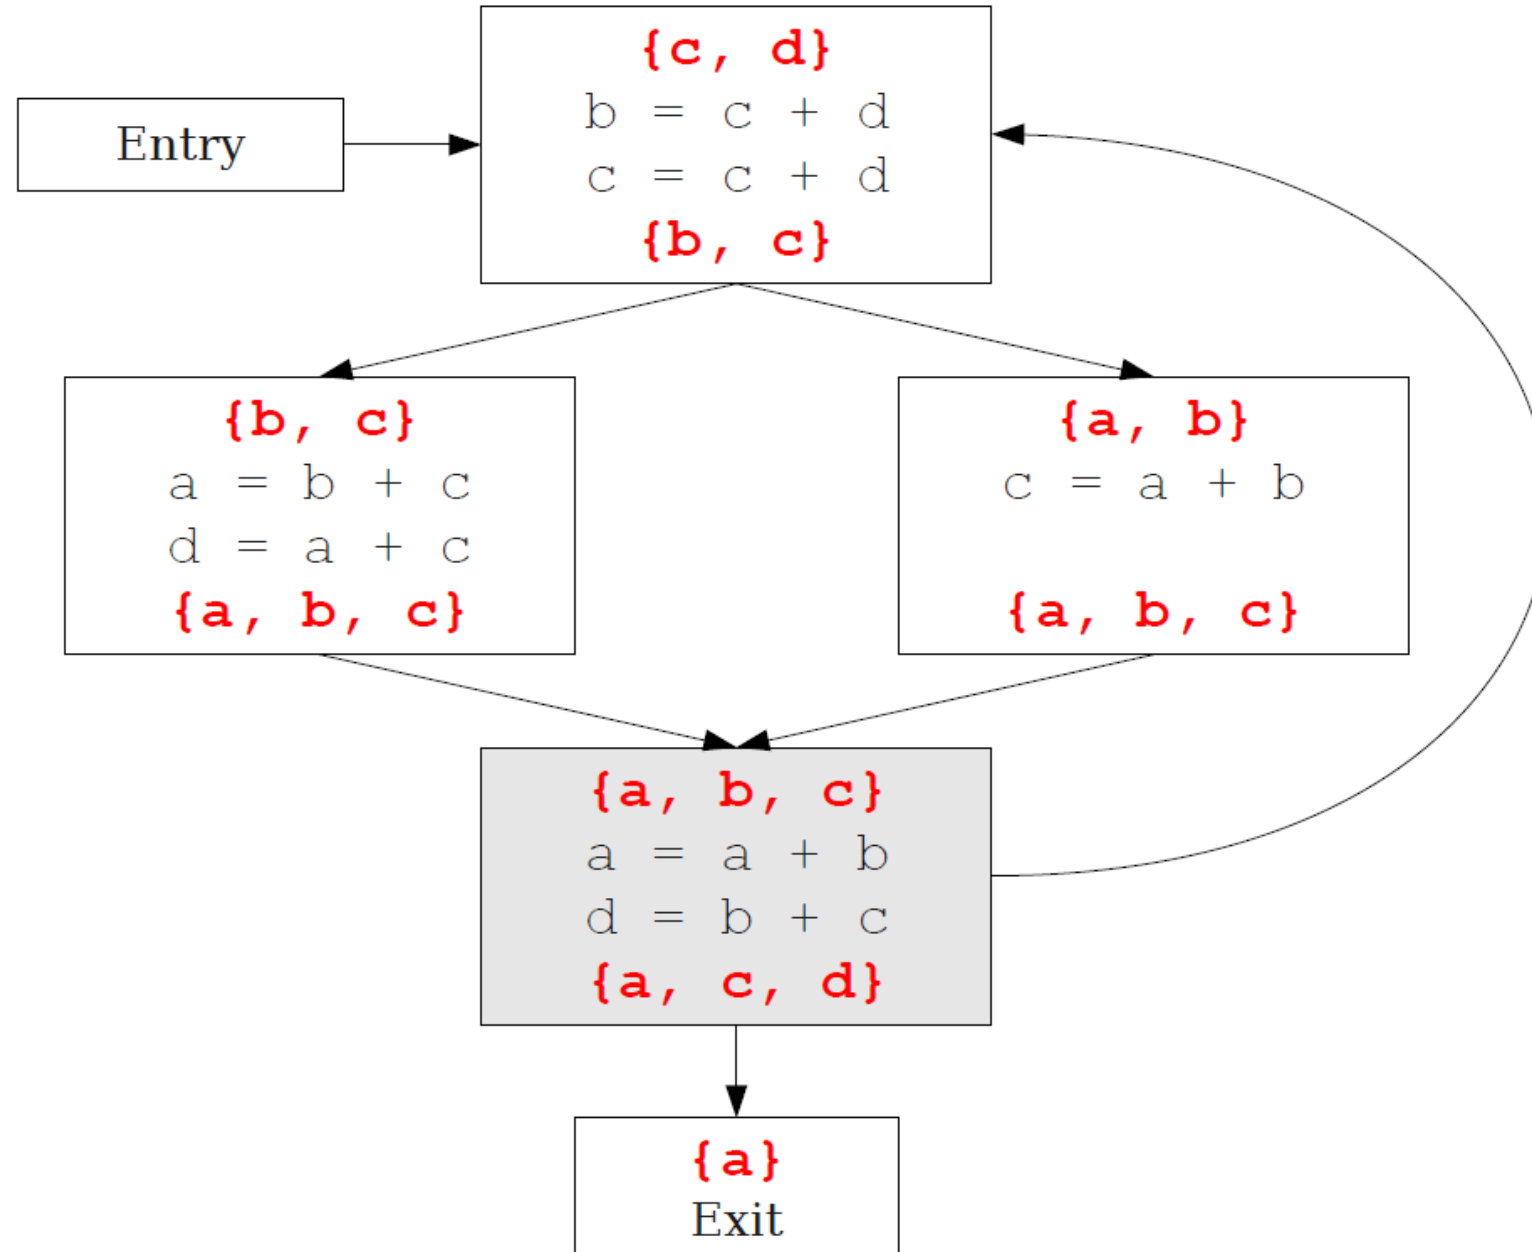 {c, d}
b = c + d
c = c + d
{b, c}
Entry
{b, c}
a = b + c
d = a + c
{a, b, c}
{a, b}
c = a + b
{a, b, c}
{a, b, c}
a = a + b
d = b + c
{a, c, d}
{a}
Exit